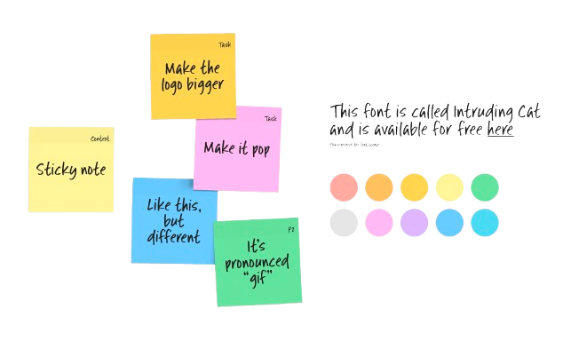 Task
Make the
logo bigger
Task
Make it pop
Content
Sticky note
Like this,
but
different
P2
It's
pronounced
"gif"
This font is called Intruding Cat
and is available for free here